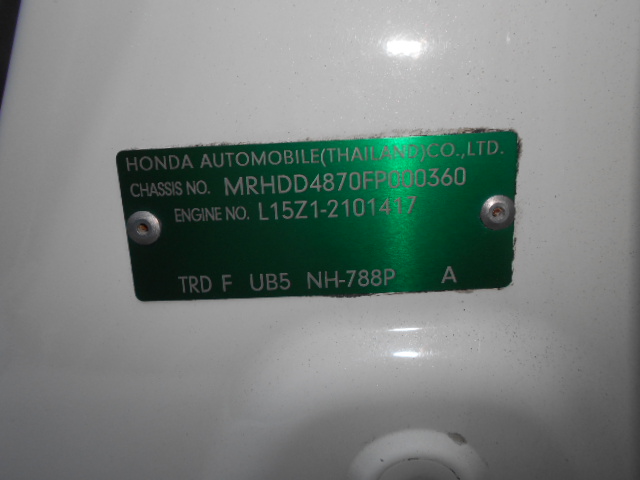 HONDA AUTOMOBILE(THAILAND)CO.,LTD.
CHASSIS NO. MRHDD4870FP000360
ENGINE NO. L15Z1-2101417
TRD F UB5 NH-788P A